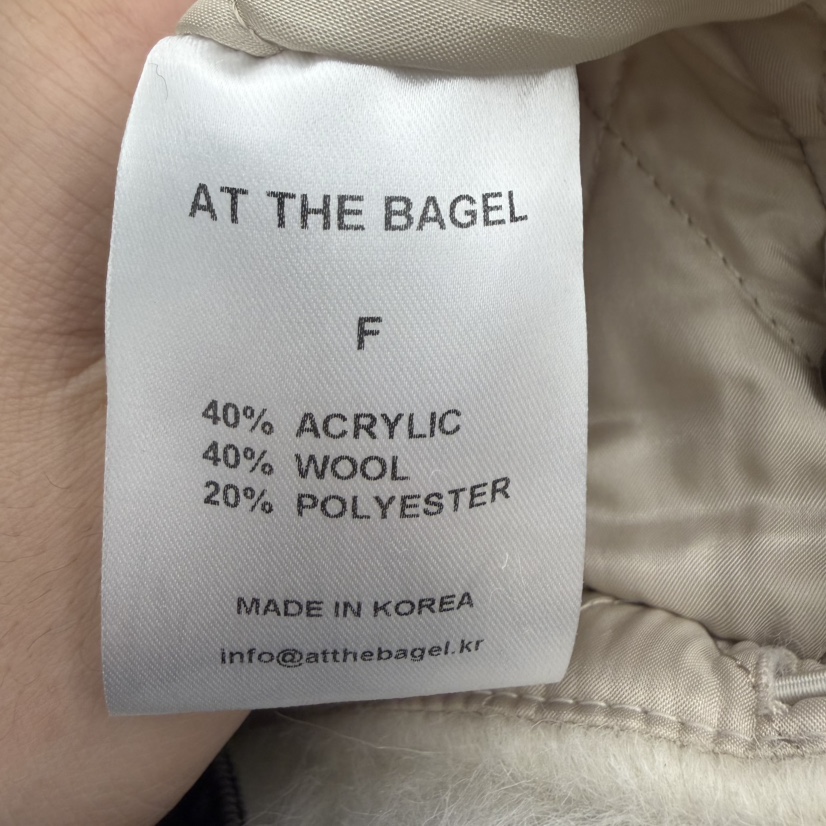 AT THE BAGEL
F
40% ACRYLIC
40% WOOL
20% POLYESTER
MADE IN KOREA
info@atthebagel.kr